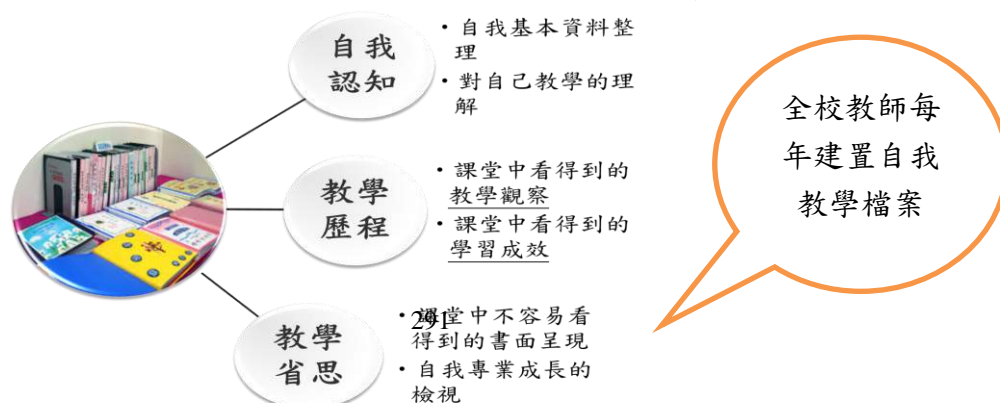 自我
認知
• 自我基本資料整
理
• 對自己教學的理
解
教學
歷程
• 課堂中看得到的
教學觀察
• 課堂中看得到的
學習成效
教學
省思
• 課堂中不容易看
得到的書面呈現
• 自我專業成長的
檢視
291
全校教師每
年建置自我
教學檔案